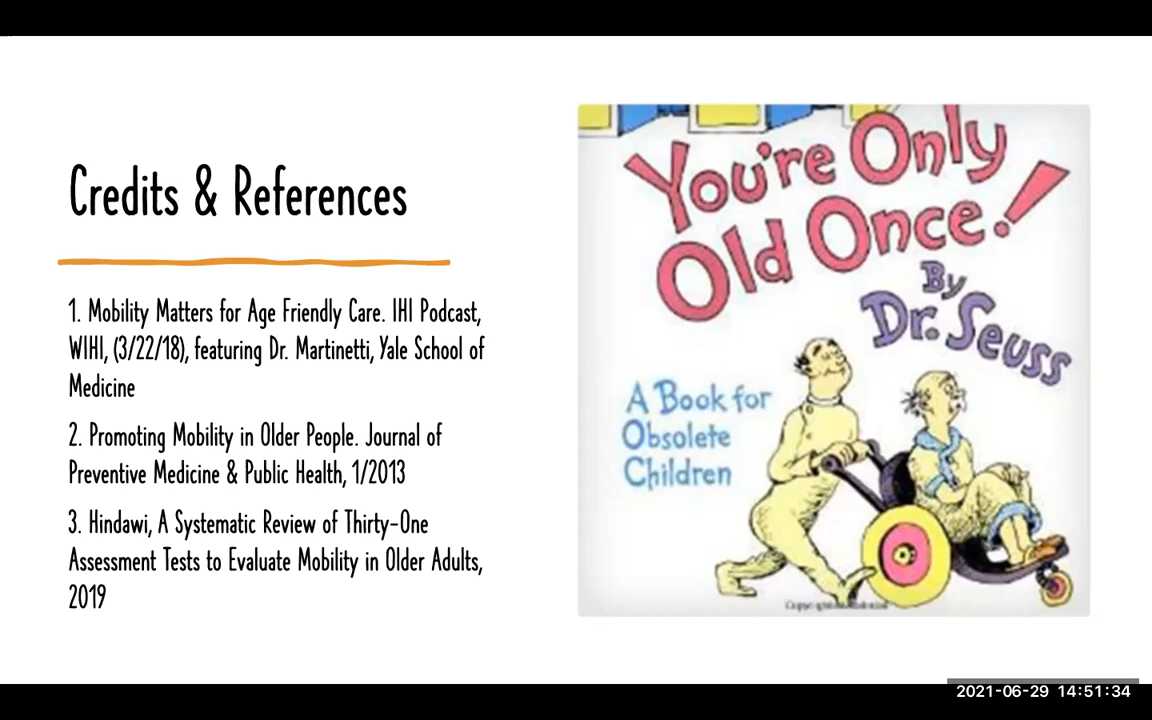 Credits & References
1. Mobility Matters for Age Friendly Care. IHI Podcast,
WIHI, (3/22/18), featuring Dr. Martinetti, Yale School of
Medicine
2. Promoting Mobility in Older People. Journal of
Preventive Medicine & Public Health, 1/2013
3. Hindawi, A Systematic Review of Thirty-One
Assessment Tests to Evaluate Mobility in Older Adults,
2019
You're Only
Old Once!
By
Dr. Seuss
A Book for
Obsolete
Children
2021-06-29 14:51:34